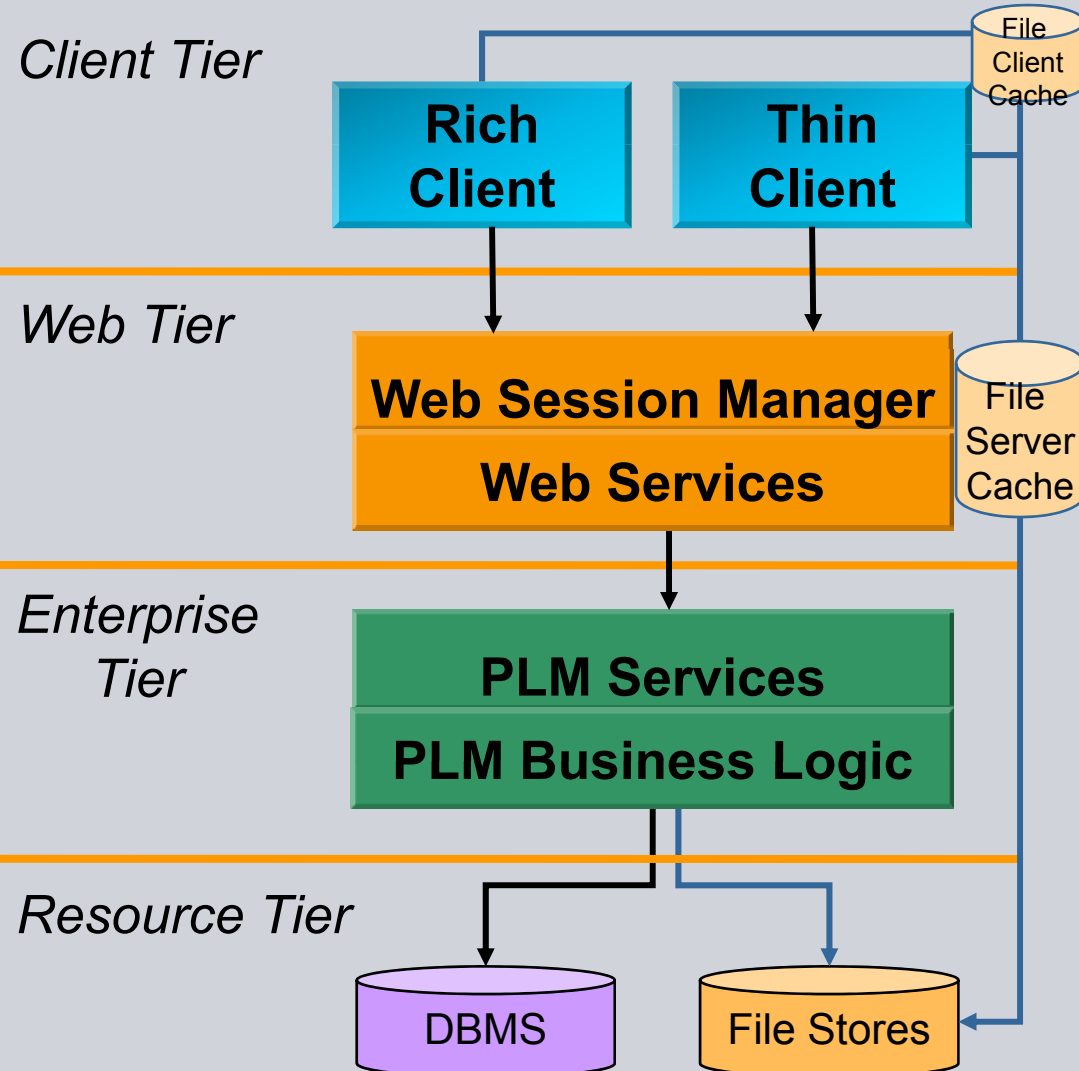 Client Tier
File
Client
Cache
Rich
Client
Thin
Client
Web Tier
Web Session Manager
Web Services
File
Server
Cache
Enterprise
Tier
PLM Services
PLM Business Logic
Resource Tier
DBMS
File Stores